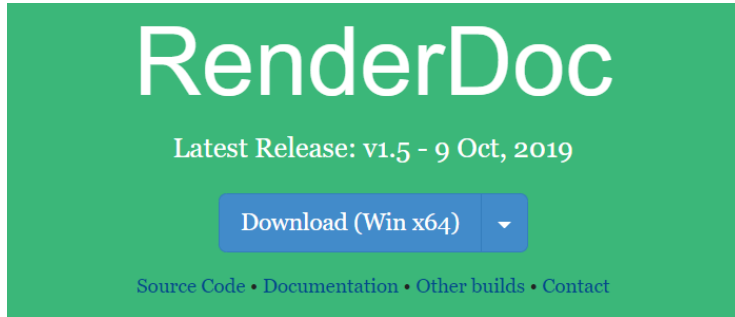 RenderDoc
Latest Release: v1.5 - 9 Oct, 2019
Download (Win x64)
Source Code • Documentation • Other builds • Contact